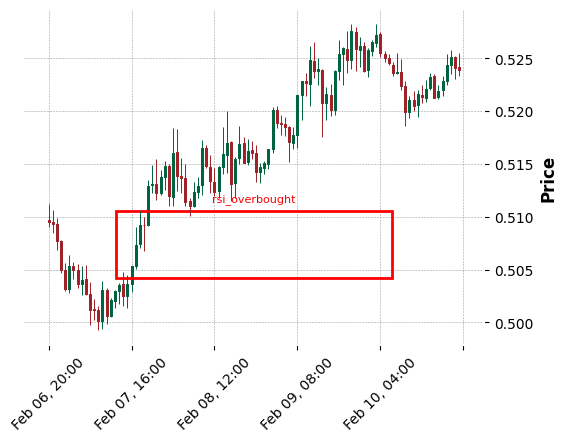 0.525
0.520
0.515
rsi_overbought
0.510
0.505
0.500
Price
Feb 06, 20:00
Feb 07, 16:00
Feb 08, 12:00
Feb 09, 08:00
Feb 10, 04:00